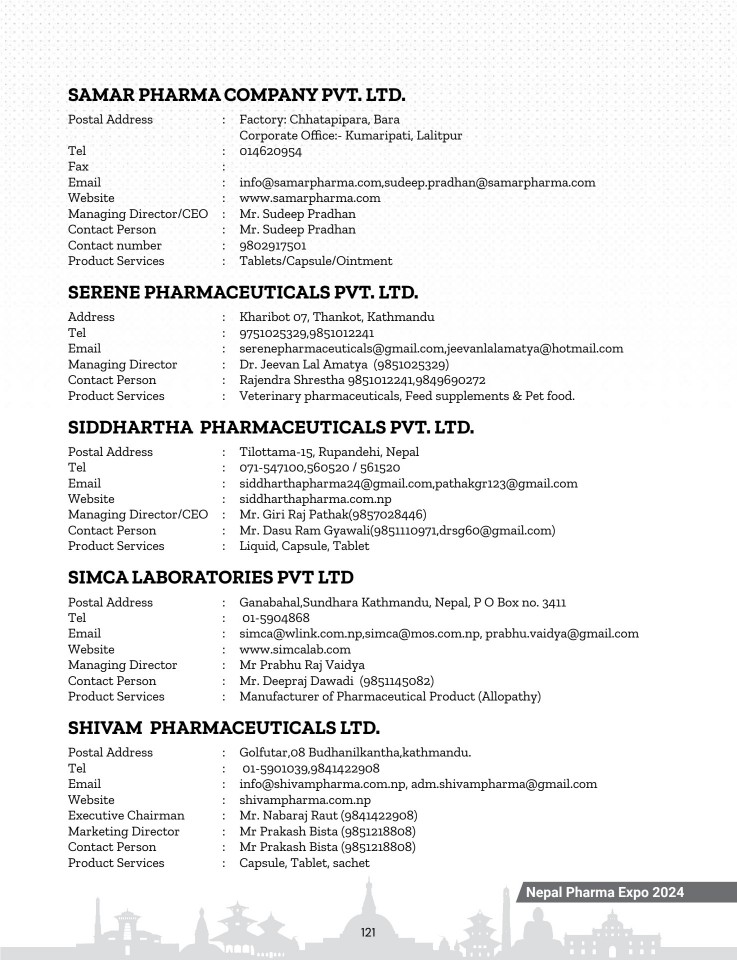 SAMAR PHARMA COMPANY PVT. LTD.
Postal Address : Factory: Chhatapipara, Bara
Corporate Office:- Kumaripati, Lalitpur
Tel : 014620954
Fax :
Email : info@samarpharma.com,sudeep.pradhan@samarpharma.com
Website : www.samarpharma.com
Managing Director/CEO : Mr. Sudeep Pradhan
Contact Person : Mr. Sudeep Pradhan
Contact number : 9802917501
Product Services : Tablets/Capsule/Ointment
SERENE PHARMACEUTICALS PVT. LTD.
Address : Kharibot 07, Thankot, Kathmandu
Tel : 9751025329,9851012241
Email : serenepharmaceuticals@gmail.com,jeevanlalamatya@hotmail.com
Managing Director : Dr. Jeevan Lal Amatya (9851025329)
Contact Person : Rajendra Shrestha 9851012241,9849690272
Product Services : Veterinary pharmaceuticals, Feed supplements & Pet food.
SIDDHARTHA PHARMACEUTICALS PVT. LTD.
Postal Address : Tilottama-15, Rupandehi, Nepal
Tel : 071-547100,560520 / 561520
Email : siddharthapharma24@gmail.com,pathakgr123@gmail.com
Website : siddharthapharma.com.np
Managing Director/CEO : Mr. Giri Raj Pathak(9857028446)
Contact Person : Mr. Dasu Ram Gyawali(9851110971,drsg60@gmail.com)
Product Services : Liquid, Capsule, Tablet
SIMCA LABORATORIES PVT LTD
Postal Address : Ganabahal,Sundhara Kathmandu, Nepal, P O Box no. 3411
Tel : 01-5904868
Email : simca@wlink.com.np,simca@mos.com.np, prabhu.vaidya@gmail.com
Website : www.simcalab.com
Managing Director : Mr Prabhu Raj Vaidya
Contact Person : Mr. Deepraj Dawadi (9851145082)
Product Services : Manufacturer of Pharmaceutical Product (Allopathy)
SHIVAM PHARMACEUTICALS LTD.
Postal Address : Golfutar,08 Budhanilkantha,kathmandu.
Tel : 01-5901039,9841422908
Email : info@shivampharma.com.np, adm.shivampharma@gmail.com
Website : shivampharma.com.np
Executive Chairman : Mr. Nabaraj Raut (9841422908)
Marketing Director : Mr Prakash Bista (9851218808)
Contact Person : Mr Prakash Bista (9851218808)
Product Services : Capsule, Tablet, sachet
Nepal Pharma Expo 2024
121